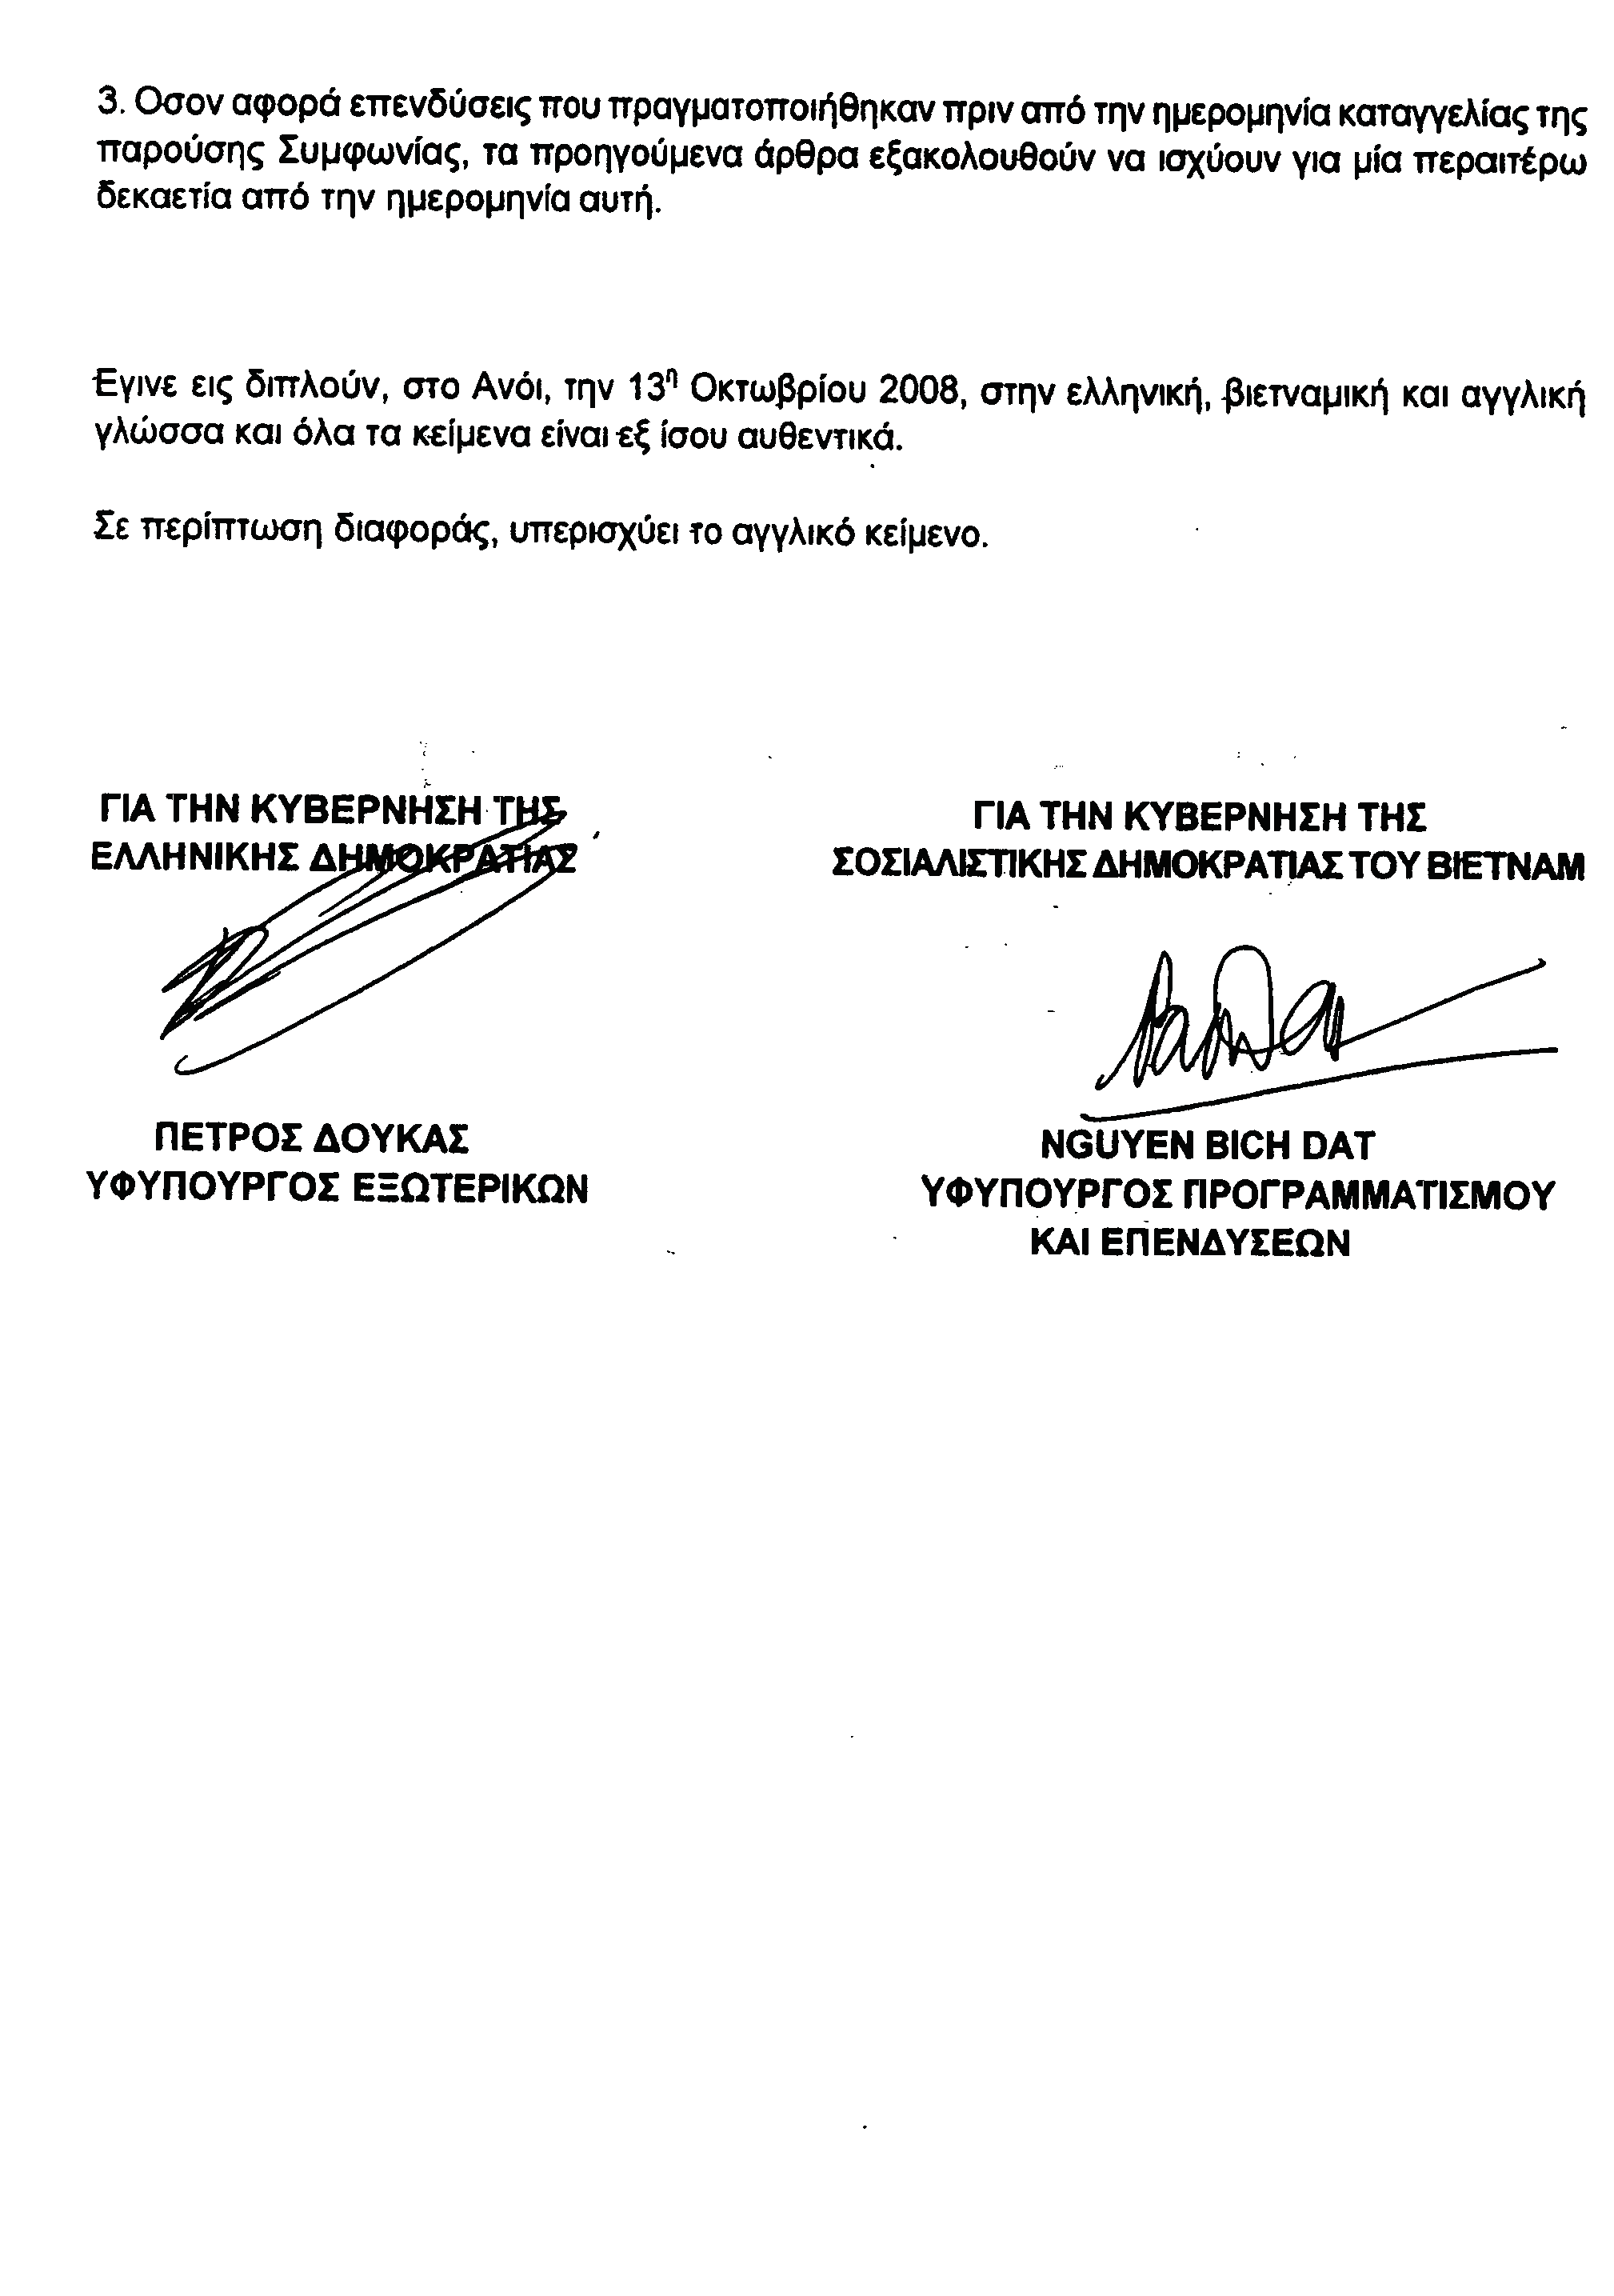 3. Οσον αφορά επενδύσεις που πραγματοποιήθηκαν πριν από την ημερομηνία καταγγελίας της
παρούσης Συμφωνίας, τα προηγούμενα άρθρα εξακολουθούν να ισχύουν για μία περαιτέρω
δεκαετία από την ημερομηνία αυτή.
Εγινε εις διπλούν, στο Ανόι, την 13η Οκτωβρίου 2008, στην ελληνική, βιετναμική και αγγλική
γλώσσα και όλα τα κείμενα είναι εξ ίσου αυθεντικά.
Σε περίπτωση διαφοράς, υπερισχύει το αγγλικό κείμενο.
ΓΙΑ ΤΗΝ ΚΥΒΕΡΝΗΣΗ ΤΗΣ
ΕΛΛΗΝΙΚΗΣ ΔΗΜΟΚΡΑΤΙΑΣ
ΠΕΤΡΟΣ ΔΟΥΚΑΣ
ΥΦΥΠΟΥΡΓΟΣ ΕΞΩΤΕΡΙΚΩΝ
ΓΙΑ ΤΗΝ ΚΥΒΕΡΝΗΣΗ ΤΗΣ
ΣΟΣΙΑΛΙΣΤΙΚΗΣ ΔΗΜΟΚΡΑΤΙΑΣ ΤΟΥ ΒΙΕΤΝΑΜ
NGUYEN BICH DAT
ΥΦΥΠΟΥΡΓΟΣ ΠΡΟΓΡΑΜΜΑΤΙΣΜΟΥ
ΚΑΙ ΕΠΕΝΔΥΣΕΩΝ